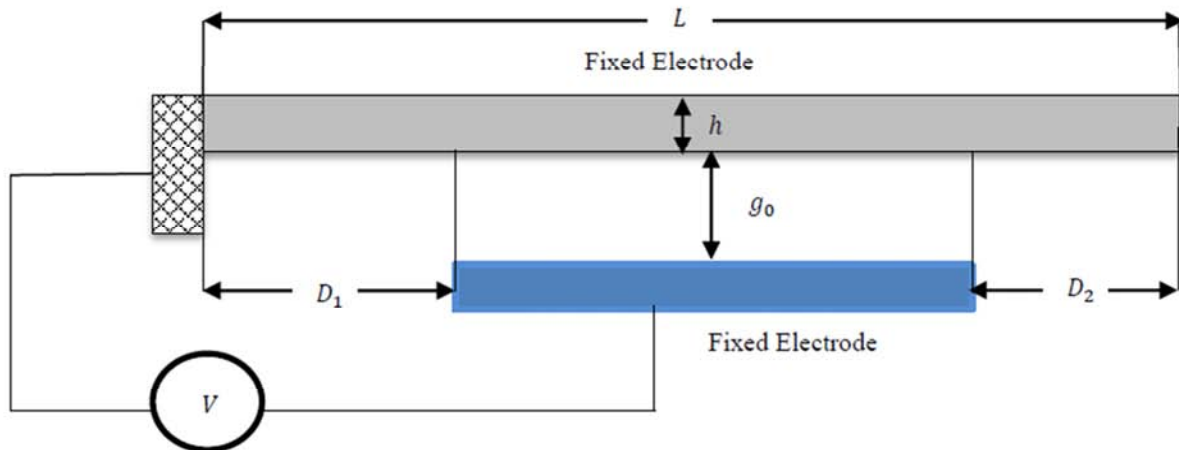 L
Fixed Electrode
h
g₀
D₁
D₂
Fixed Electrode
V